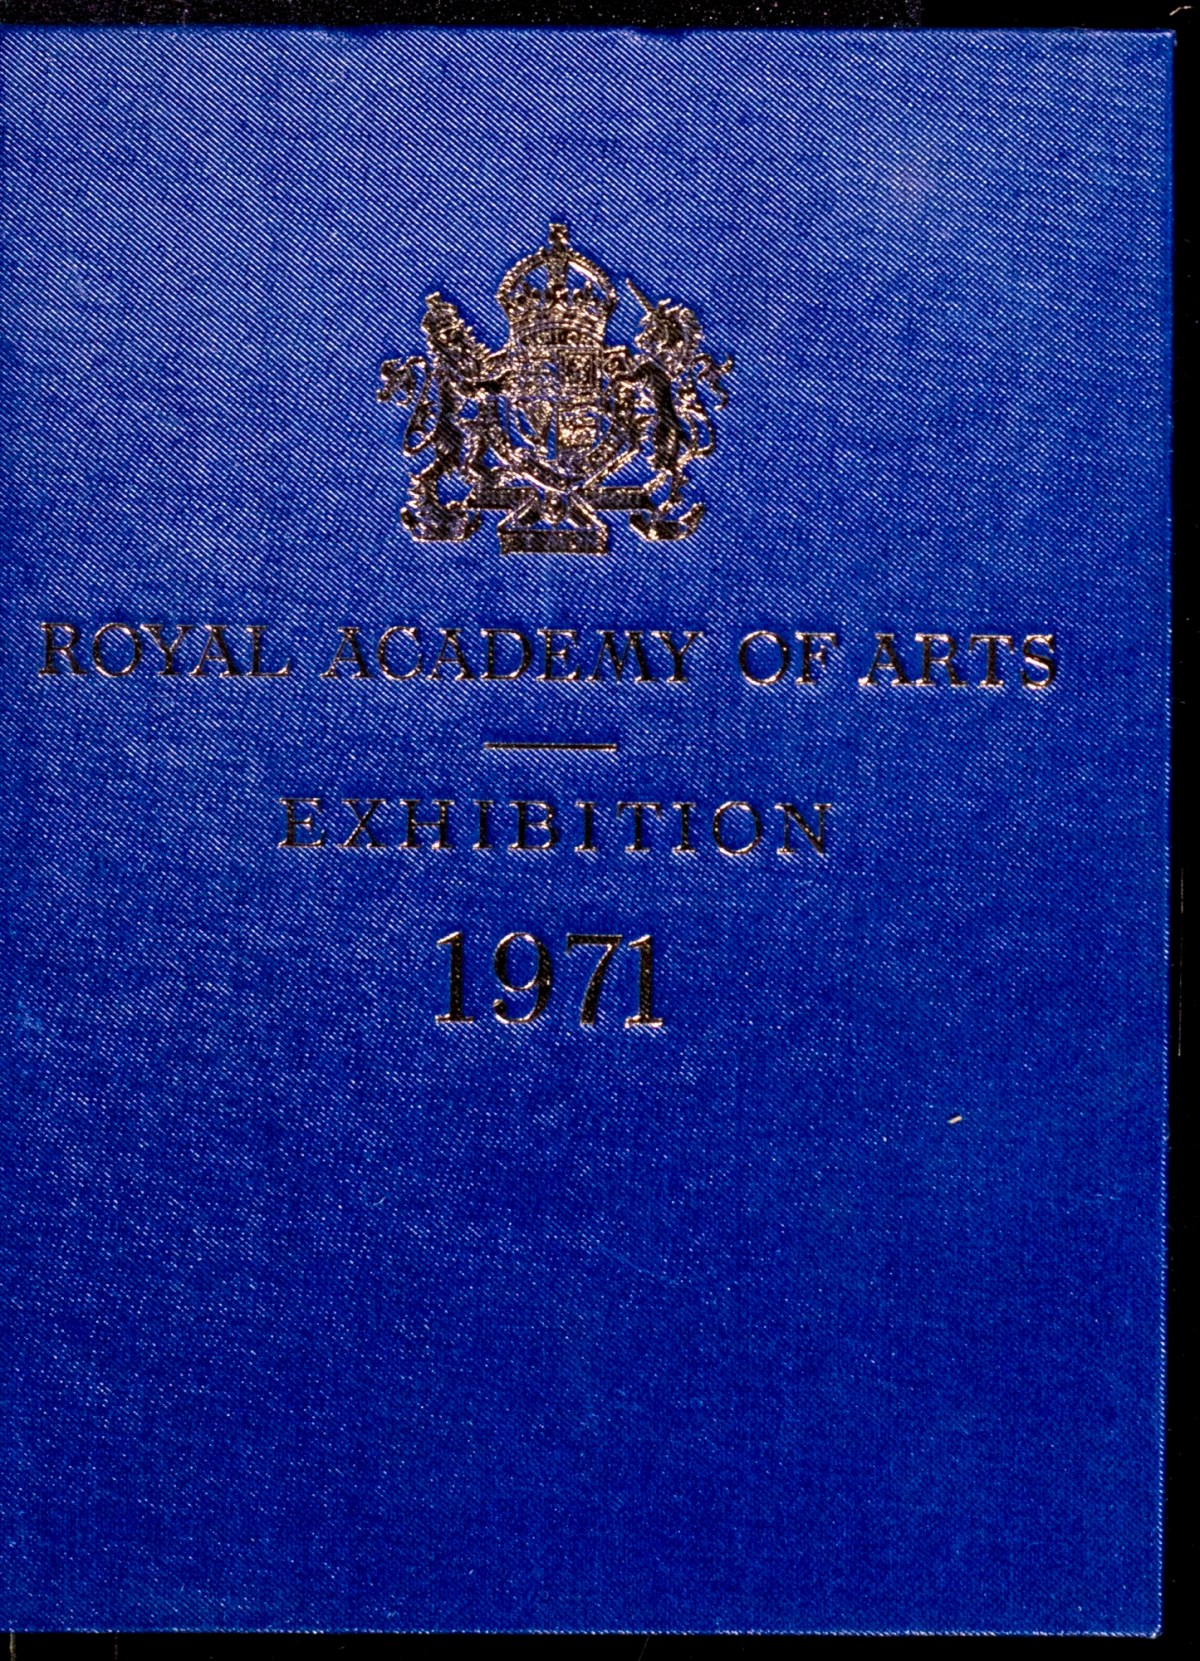 ROYAL ACADEMY OF ARTS
EXHIBITION
1971